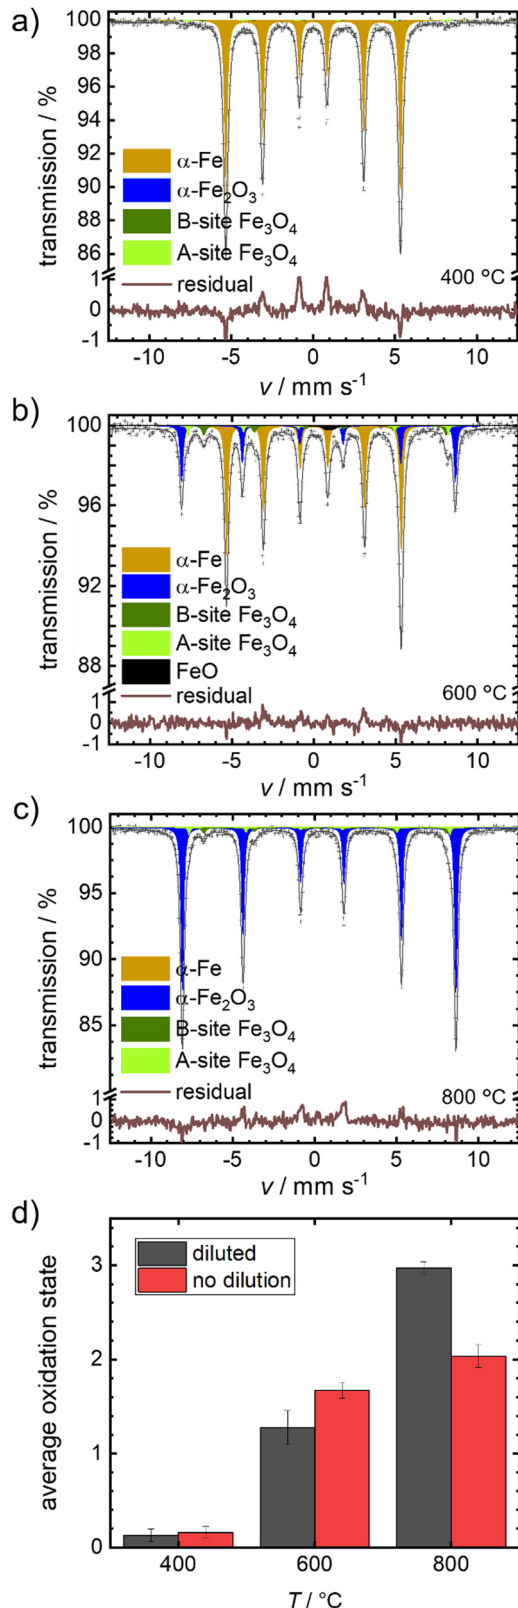 a)
100
98
96
94
92
90
88
86
transmission / %
α-Fe
α-Fe₂O₃
B-site Fe₃O₄
A-site Fe₃O₄
residual
400 °C
1
0
-1
-10 -5 0 5 10
v / mm s⁻¹
b)
100
96
92
88
transmission / %
α-Fe
α-Fe₂O₃
B-site Fe₃O₄
A-site Fe₃O₄
FeO
residual
600 °C
1
0
-1
-10 -5 0 5 10
v / mm s⁻¹
c)
100
95
90
85
transmission / %
α-Fe
α-Fe₂O₃
B-site Fe₃O₄
A-site Fe₃O₄
residual
800 °C
1
0
-1
-10 -5 0 5 10
v / mm s⁻¹
d)
diluted
no dilution
3
2
1
0
average oxidation state
400 600 800
T / °C